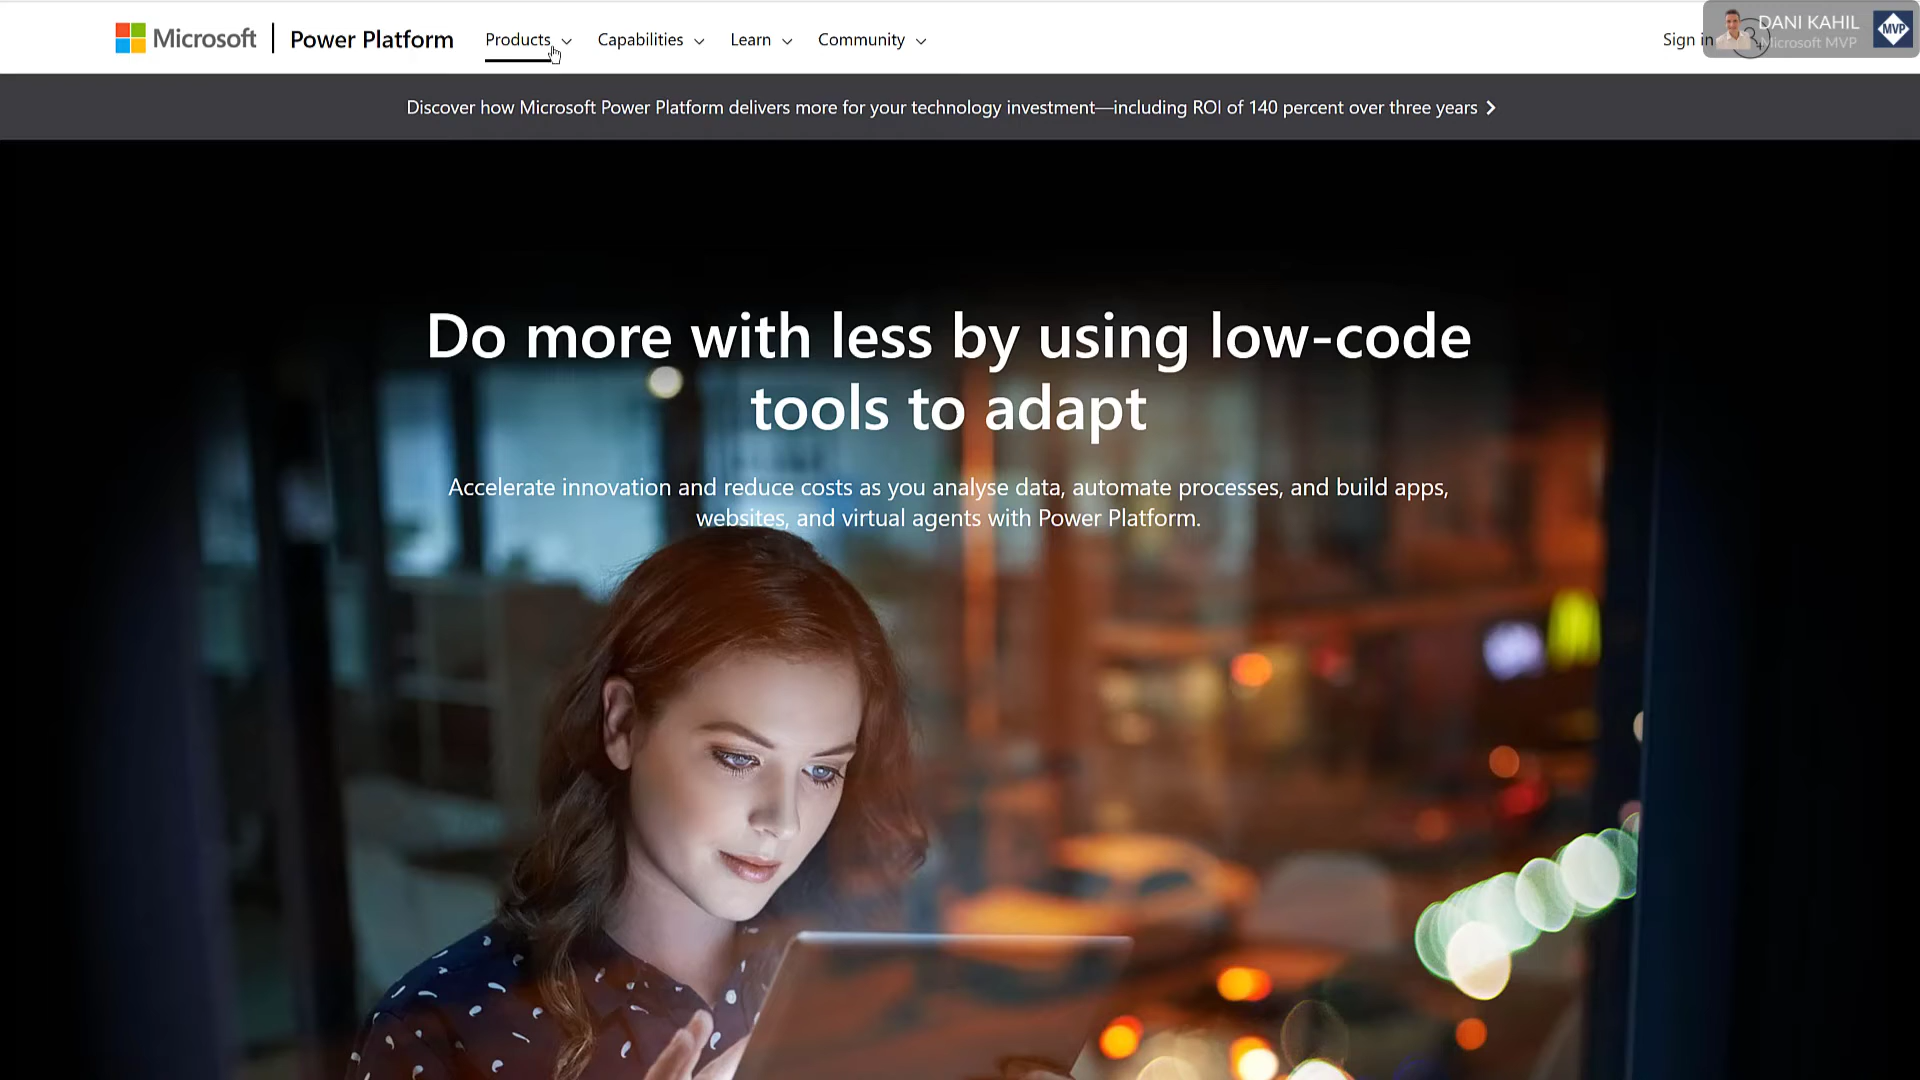 Microsoft
Power Platform
Products
Capabilities
Learn
Community
Sign in
DANI KAHIL
Microsoft MVP
MVP
Discover how Microsoft Power Platform delivers more for your technology investment—including ROI of 140 percent over three years
Do more with less by using low-code
tools to adapt
Accelerate innovation and reduce costs as you analyse data, automate processes, and build apps,
websites, and virtual agents with Power Platform.